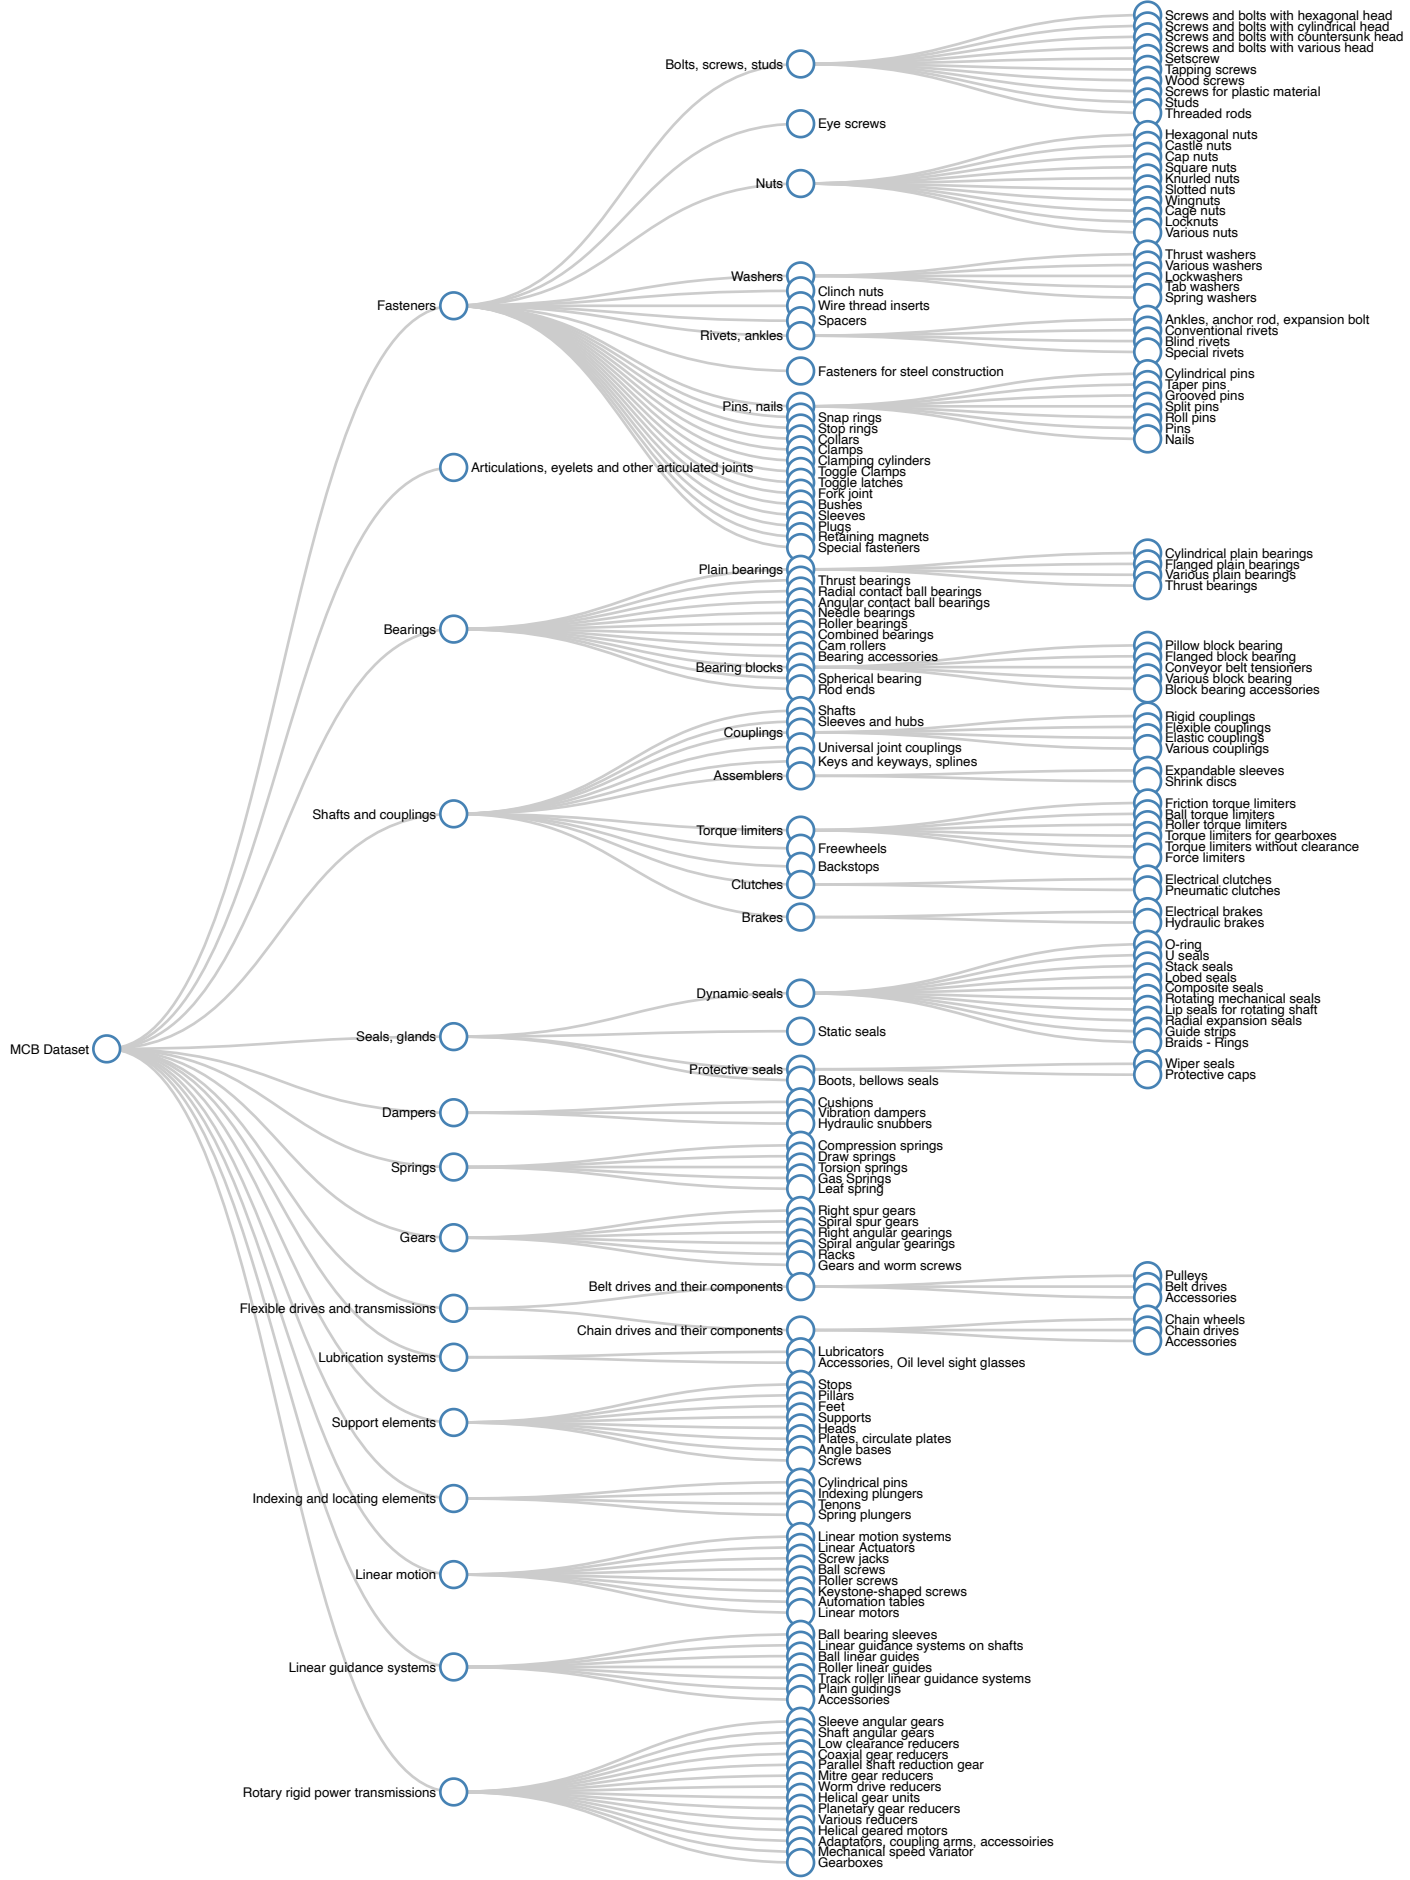 MCB Dataset
Fasteners
Bolts, screws, studs
Screws and bolts with hexagonal head
Screws and bolts with cylindrical head
Screws and bolts with countersunk head
Screws and bolts with various head
Setscrew
Tapping screws
Wood screws
Screws for plastic material
Studs
Threaded rods
Eye screws
Nuts
Hexagonal nuts
Castle nuts
Cap nuts
Square nuts
Knurled nuts
Slotted nuts
Wingnuts
Cage nuts
Locknuts
Various nuts
Washers
Thrust washers
Various washers
Lockwashers
Tab washers
Spring washers
Clinch nuts
Wire thread inserts
Spacers
Rivets, ankles
Ankles, anchor rod, expansion bolt
Conventional rivets
Blind rivets
Special rivets
Fasteners for steel construction
Pins, nails
Cylindrical pins
Taper pins
Grooved pins
Split pins
Roll pins
Pins
Nails
Snap rings
Stop rings
Collars
Clamps
Clamping cylinders
Toggle Clamps
Toggle latches
Fork joint
Bushes
Sleeves
Plugs
Retaining magnets
Special fasteners
Articulations, eyelets and other articulated joints
Bearings
Plain bearings
Cylindrical plain bearings
Flanged plain bearings
Various plain bearings
Thrust bearings
Thrust bearings
Radial contact ball bearings
Angular contact ball bearings
Needle bearings
Roller bearings
Combined bearings
Cam rollers
Bearing accessories
Bearing blocks
Pillow block bearing
Flanged block bearing
Conveyor belt tensioners
Various block bearing
Block bearing accessories
Spherical bearing
Rod ends
Shafts and couplings
Shafts
Sleeves and hubs
Couplings
Rigid couplings
Flexible couplings
Elastic couplings
Various couplings
Universal joint couplings
Keys and keyways, splines
Assemblers
Expandable sleeves
Shrink discs
Torque limiters
Friction torque limiters
Ball torque limiters
Roller torque limiters
Torque limiters for gearboxes
Torque limiters without clearance
Force limiters
Freewheels
Backstops
Clutches
Electrical clutches
Pneumatic clutches
Brakes
Electrical brakes
Hydraulic brakes
Seals, glands
Dynamic seals
O-ring
U seals
Stack seals
Lobed seals
Composite seals
Rotating mechanical seals
Lip seals for rotating shaft
Radial expansion seals
Guide strips
Braids - Rings
Static seals
Protective seals
Wiper seals
Protective caps
Boots, bellows seals
Dampers
Cushions
Vibration dampers
Hydraulic snubbers
Springs
Compression springs
Draw springs
Torsion springs
Gas Springs
Leaf spring
Gears
Right spur gears
Spiral spur gears
Right angular gearings
Spiral angular gearings
Racks
Gears and worm screws
Flexible drives and transmissions
Belt drives and their components
Pulleys
Belt drives
Accessories
Chain drives and their components
Chain wheels
Chain drives
Accessories
Lubrication systems
Lubricators
Accessories, Oil level sight glasses
Support elements
Stops
Pillars
Feet
Supports
Heads
Plates, circulate plates
Angle bases
Screws
Indexing and locating elements
Cylindrical pins
Indexing plungers
Tenons
Spring plungers
Linear motion
Linear motion systems
Linear Actuators
Screw jacks
Ball screws
Roller screws
Keystone-shaped screws
Automation tables
Linear motors
Linear guidance systems
Ball bearing sleeves
Linear guidance systems on shafts
Ball linear guides
Roller linear guides
Track roller linear guidance systems
Plain guidings
Accessories
Rotary rigid power transmissions
Sleeve angular gears
Shaft angular gears
Low clearance reducers
Coaxial gear reducers
Parallel shaft reduction gear
Mitre gear reducers
Worm drive reducers
Helical gear units
Planetary gear reducers
Various reducers
Helical geared motors
Adaptators, coupling arms, accessoiries
Mechanical speed variator
Gearboxes